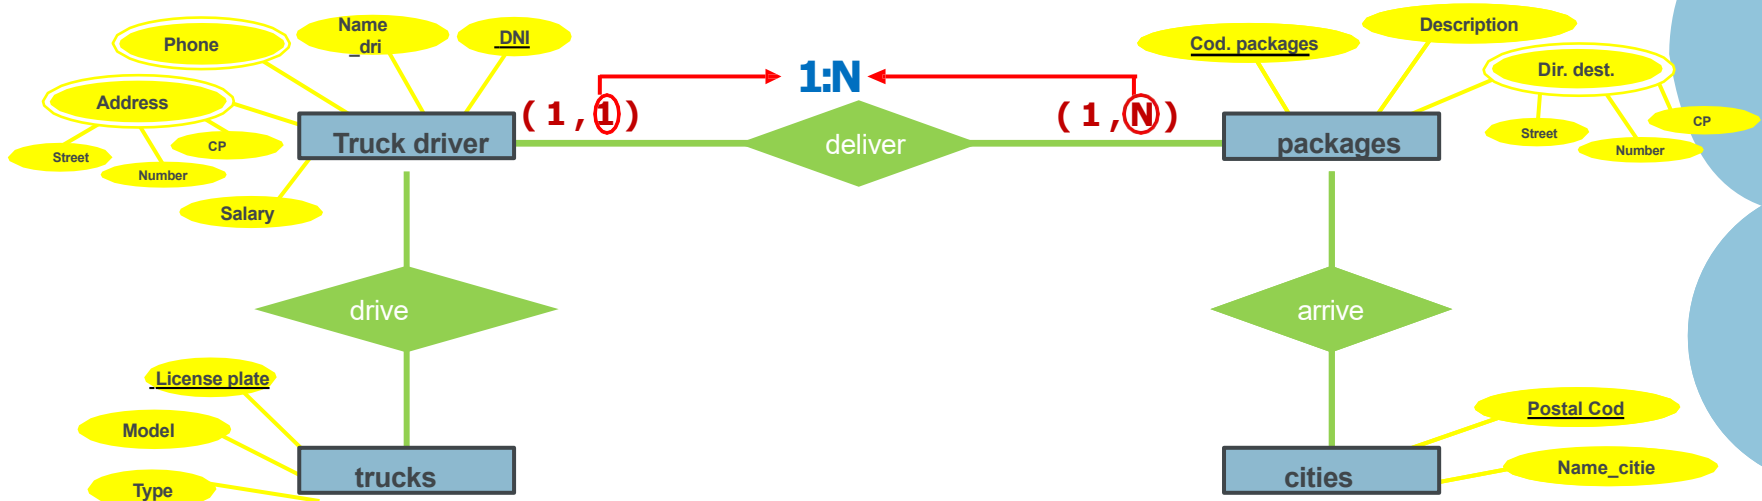 Name
_dri
DNI
Phone
Description
Cod. packages
1:N
Dir. dest.
Address
( 1 , 1 )
( 1 , N )
CP
Street
Number
Truck driver
deliver
packages
CP
Street
Number
Salary
drive
arrive
License plate
Model
Type
trucks
Postal Cod
Name_citie
cities